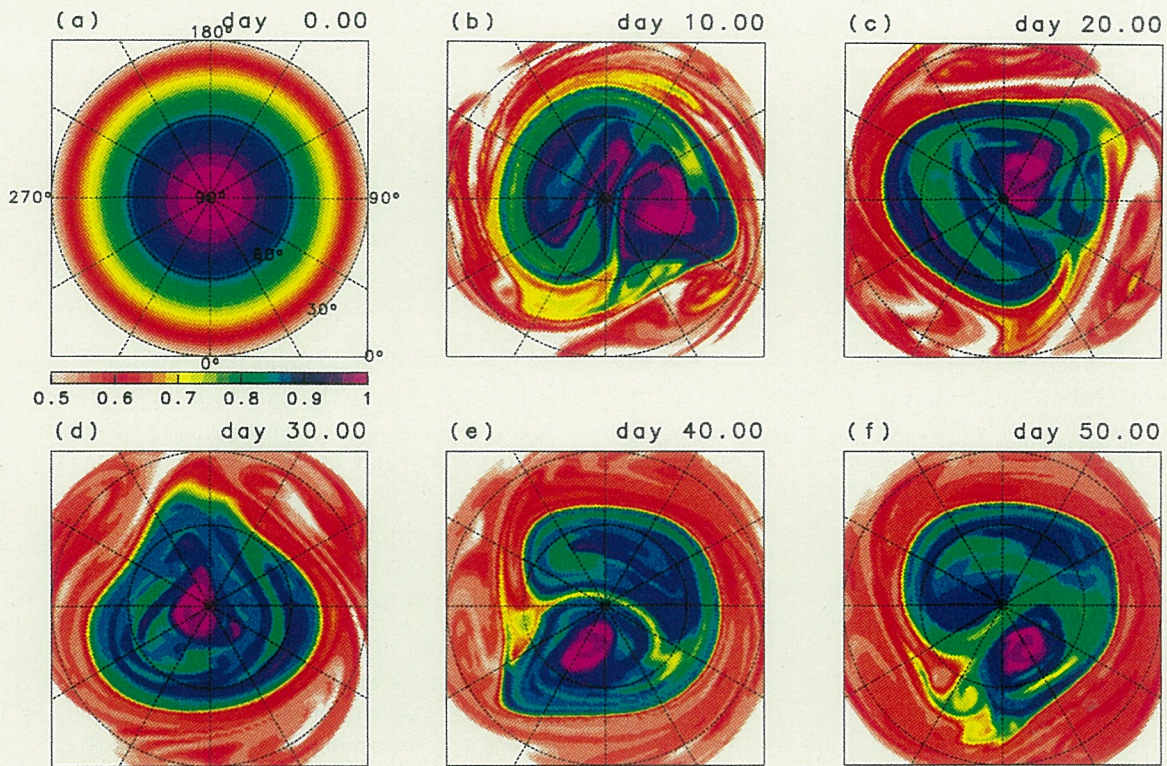 (a) day 0.00
(b) day 10.00
(c) day 20.00
180°
270° 90° 90°
60°
30°
0° 0°
0.5 0.6 0.7 0.8 0.9 1
(d) day 30.00
(e) day 40.00
(f) day 50.00